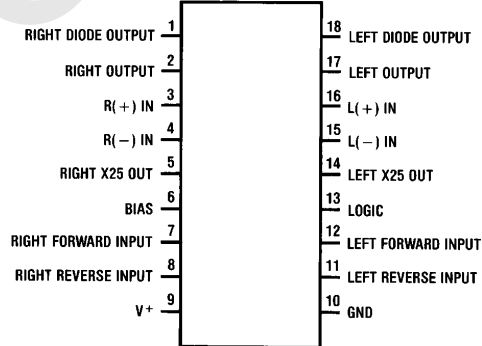 RIGHT DIODE OUTPUT 1
RIGHT OUTPUT 2
R(+) IN 3
R(−) IN 4
RIGHT X25 OUT 5
BIAS 6
RIGHT FORWARD INPUT 7
RIGHT REVERSE INPUT 8
V+ 9
18 LEFT DIODE OUTPUT
17 LEFT OUTPUT
16 L(+) IN
15 L(−) IN
14 LEFT X25 OUT
13 LOGIC
12 LEFT FORWARD INPUT
11 LEFT REVERSE INPUT
10 GND